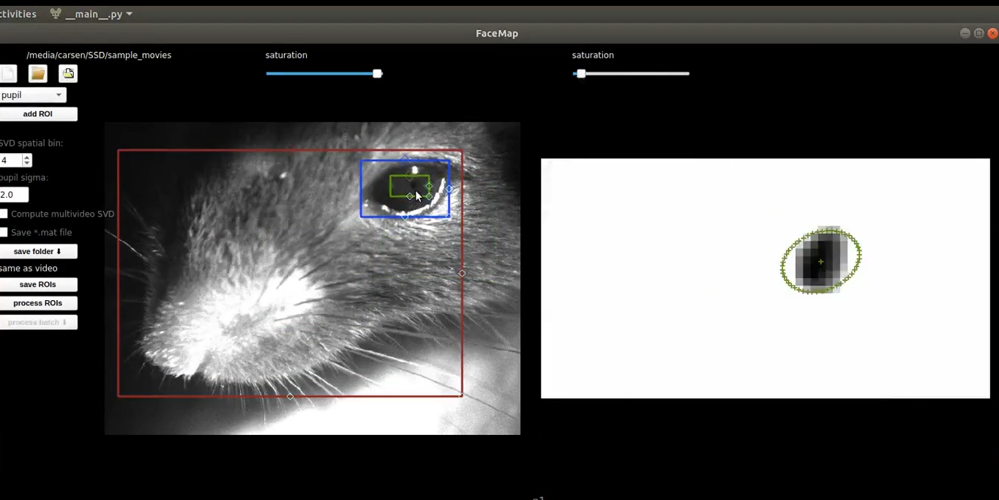 ctivities __main__.py
FaceMap
/media/carsen/SSD/sample_movies
saturation
saturation
pupil
add ROI
SVD spatial bin:
4
pupil sigma:
2.0
Compute multivideo SVD
Save *.mat file
save folder ⬇
same as video
save ROIs
process ROIs
process batch ⬇